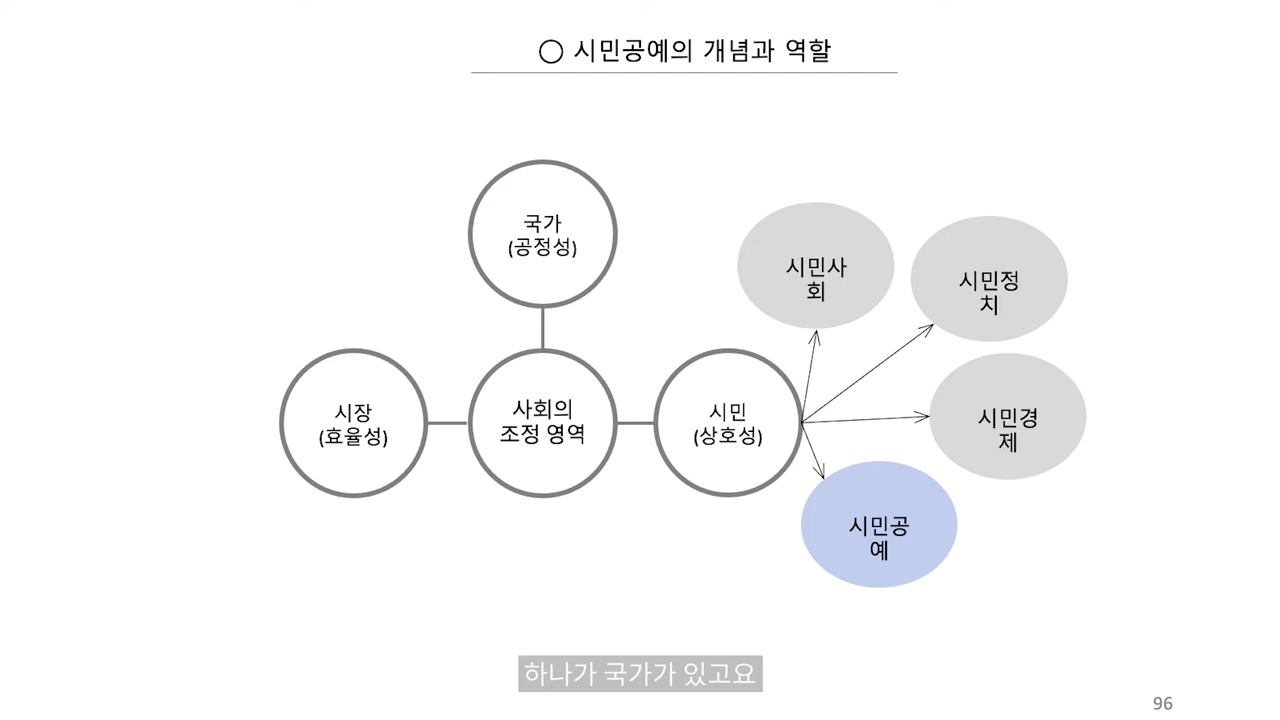 ○ 시민공예의 개념과 역할
국가
(공정성)
시민사
회
시민정
치
시장
(효율성)
사회의
조정 영역
시민
(상호성)
시민경
제
시민공
예
하나가 국가가 있고요
96